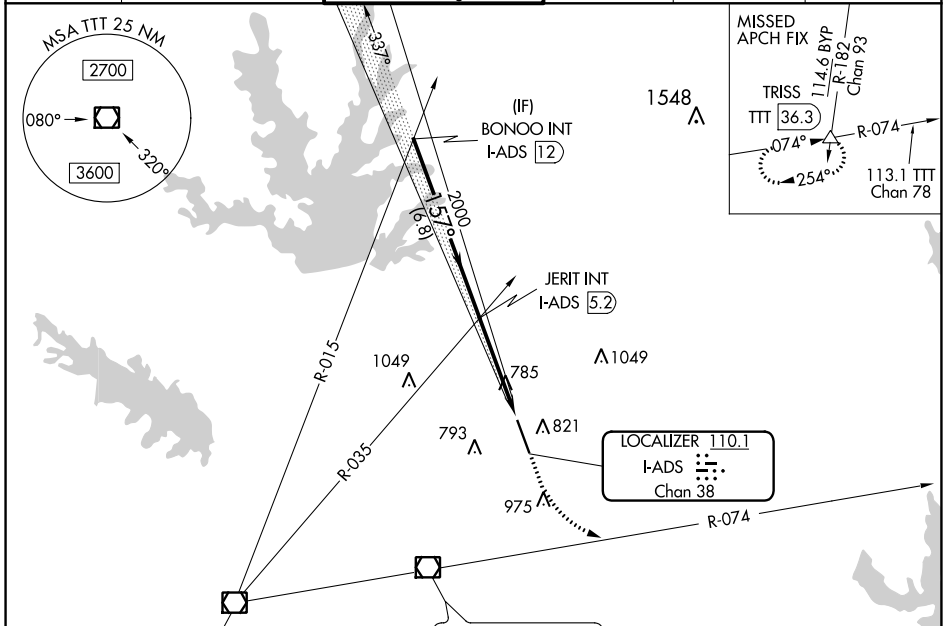 MSA TTT 25 NM
2700
080°
320°
3600
337°
(IF)
BONOO INT
I-ADS 12
2000
157°
(6.8)
1548
MISSED
APCH FIX
114.6 BYP
R-182
Chan 93
TRISS
TTT 36.3
074°
R-074
254°
113.1 TTT
Chan 78
JERIT INT
I-ADS 5.2
R-015
1049
785
1049
R-035
793
821
LOCALIZER 110.1
I-ADS
Chan 38
975
R-074